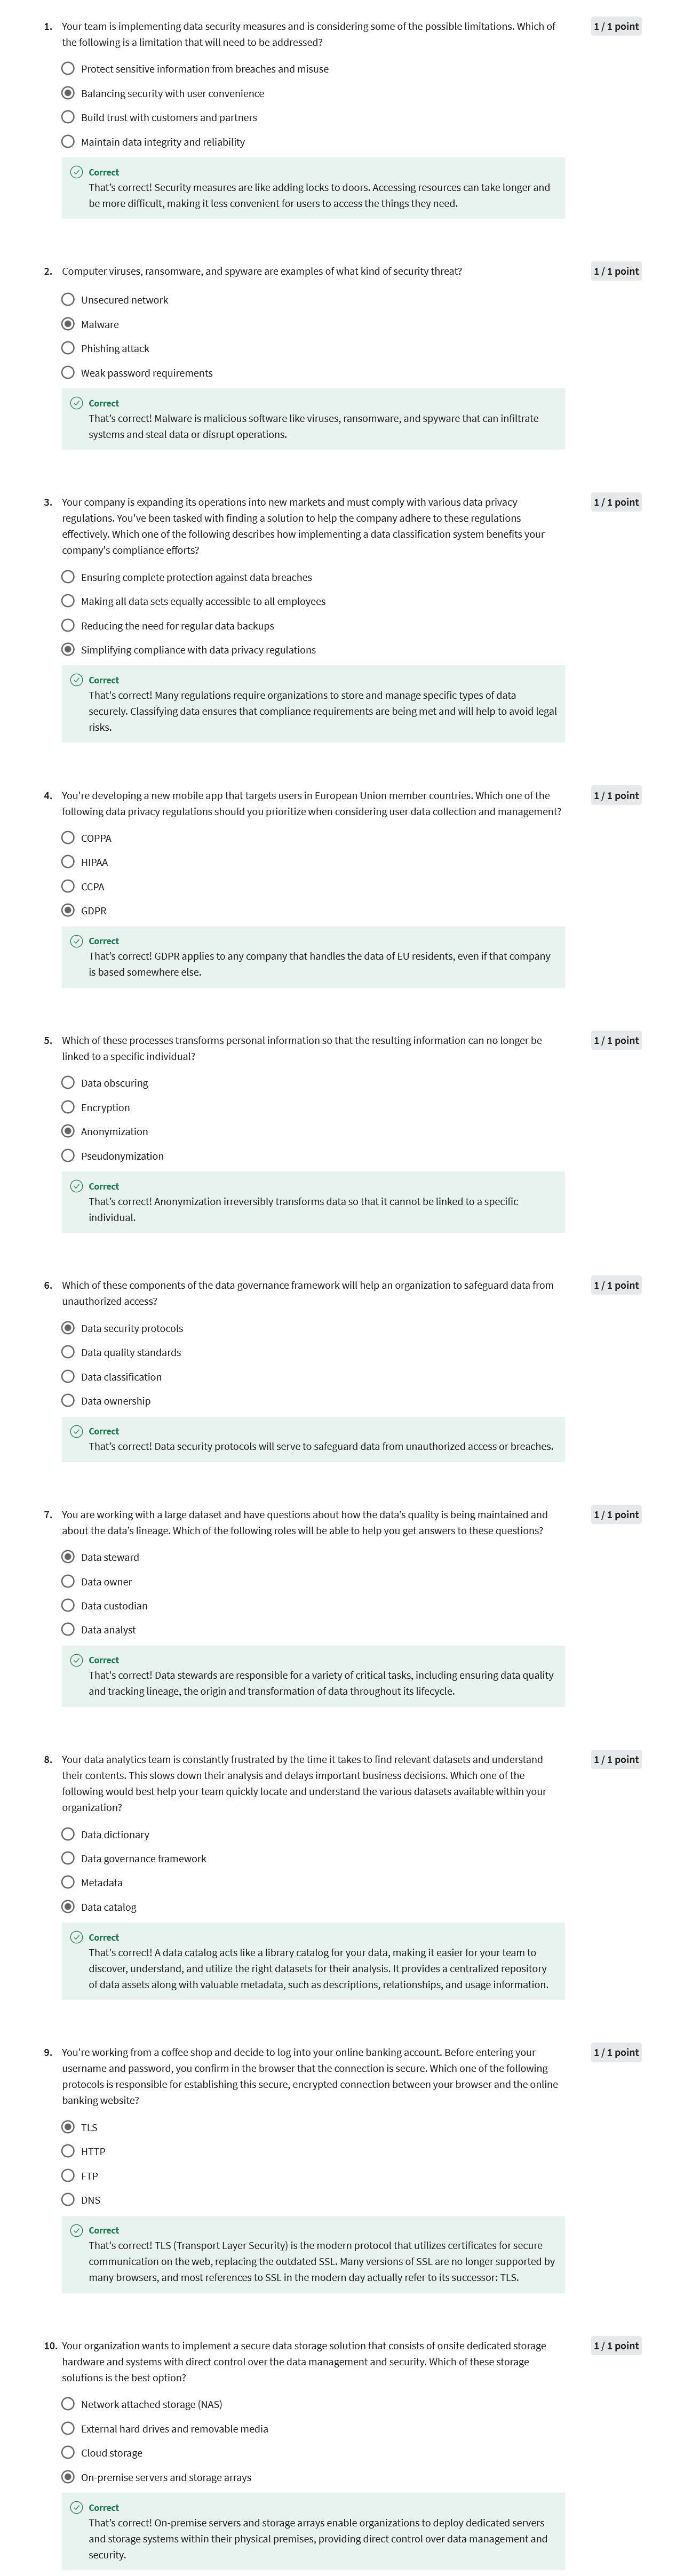 1. Your team is implementing data security measures and is considering some of the possible limitations. Which of
the following is a limitation that will need to be addressed?
1 / 1 point
Protect sensitive information from breaches and misuse
Balancing security with user convenience
Build trust with customers and partners
Maintain data integrity and reliability
Correct
That's correct! Security measures are like adding locks to doors. Accessing resources can take longer and
be more difficult, making it less convenient for users to access the things they need.
2. Computer viruses, ransomware, and spyware are examples of what kind of security threat?
1 / 1 point
Unsecured network
Malware
Phishing attack
Weak password requirements
Correct
That's correct! Malware is malicious software like viruses, ransomware, and spyware that can infiltrate
systems and steal data or disrupt operations.
3. Your company is expanding its operations into new markets and must comply with various data privacy
regulations. You've been tasked with finding a solution to help the company adhere to these regulations
effectively. Which one of the following describes how implementing a data classification system benefits your
company's compliance efforts?
1 / 1 point
Ensuring complete protection against data breaches
Making all data sets equally accessible to all employees
Reducing the need for regular data backups
Simplifying compliance with data privacy regulations
Correct
That's correct! Many regulations require organizations to store and manage specific types of data
securely. Classifying data ensures that compliance requirements are being met and will help to avoid legal
risks.
4. You're developing a new mobile app that targets users in European Union member countries. Which one of the
following data privacy regulations should you prioritize when considering user data collection and management?
1 / 1 point
COPPA
HIPAA
CCPA
GDPR
Correct
That's correct! GDPR applies to any company that handles the data of EU residents, even if that company
is based somewhere else.
5. Which of these processes transforms personal information so that the resulting information can no longer be
linked to a specific individual?
1 / 1 point
Data obscuring
Encryption
Anonymization
Pseudonymization
Correct
That's correct! Anonymization irreversibly transforms data so that it cannot be linked to a specific
individual.
6. Which of these components of the data governance framework will help an organization to safeguard data from
unauthorized access?
1 / 1 point
Data security protocols
Data quality standards
Data classification
Data ownership
Correct
That's correct! Data security protocols will serve to safeguard data from unauthorized access or breaches.
7. You are working with a large dataset and have questions about how the data's quality is being maintained and
about the data's lineage. Which of the following roles will be able to help you get answers to these questions?
1 / 1 point
Data steward
Data owner
Data custodian
Data analyst
Correct
That's correct! Data stewards are responsible for a variety of critical tasks, including ensuring data quality
and tracking lineage, the origin and transformation of data throughout its lifecycle.
8. Your data analytics team is constantly frustrated by the time it takes to find relevant datasets and understand
their contents. This slows down their analysis and delays important business decisions. Which one of the
following would best help your team quickly locate and understand the various datasets available within your
organization?
1 / 1 point
Data dictionary
Data governance framework
Metadata
Data catalog
Correct
That's correct! A data catalog acts like a library catalog for your data, making it easier for your team to
discover, understand, and utilize the right datasets for their analysis. It provides a centralized repository
of data assets along with valuable metadata, such as descriptions, relationships, and usage information.
9. You're working from a coffee shop and decide to log into your online banking account. Before entering your
username and password, you confirm in the browser that the connection is secure. Which one of the following
protocols is responsible for establishing this secure, encrypted connection between your browser and the online
banking website?
1 / 1 point
TLS
HTTP
FTP
DNS
Correct
That's correct! TLS (Transport Layer Security) is the modern protocol that utilizes certificates for secure
communication on the web, replacing the outdated SSL. Many versions of SSL are no longer supported by
many browsers, and most references to SSL in the modern day actually refer to its successor: TLS.
10. Your organization wants to implement a secure data storage solution that consists of onsite dedicated storage
hardware and systems with direct control over the data management and security. Which of these storage
solutions is the best option?
1 / 1 point
Network attached storage (NAS)
External hard drives and removable media
Cloud storage
On-premise servers and storage arrays
Correct
That's correct! On-premise servers and storage arrays enable organizations to deploy dedicated servers
and storage systems within their physical premises, providing direct control over data management and
security.